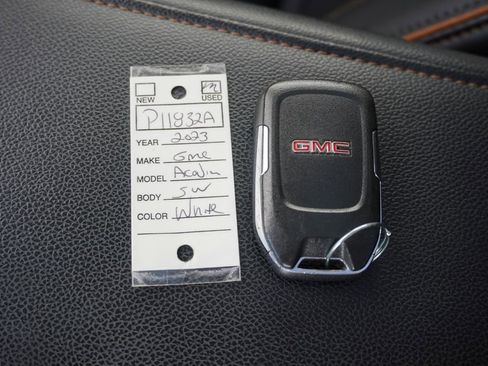 NEW USED
P11832A
YEAR 2023
MAKE GMC
MODEL Acadia
BODY SW
COLOR White
GMC